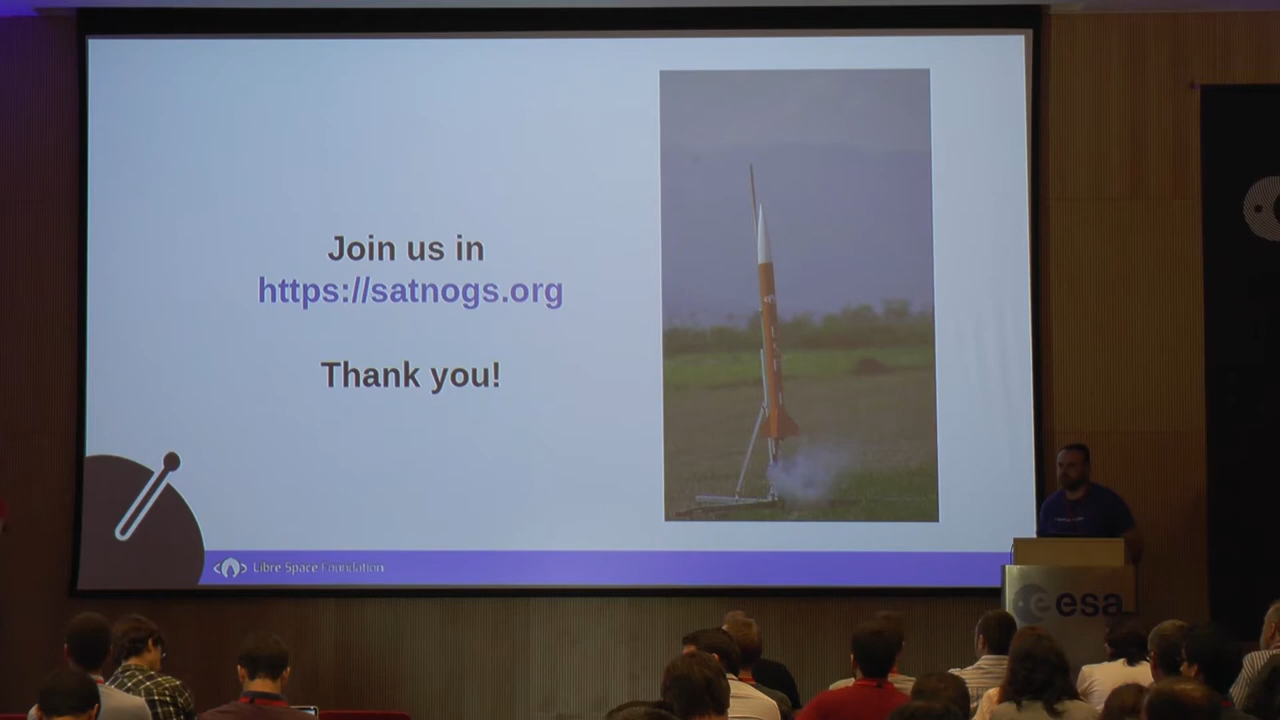 Join us in
https://satnogs.org
Thank you!
Libre Space Foundation
esa